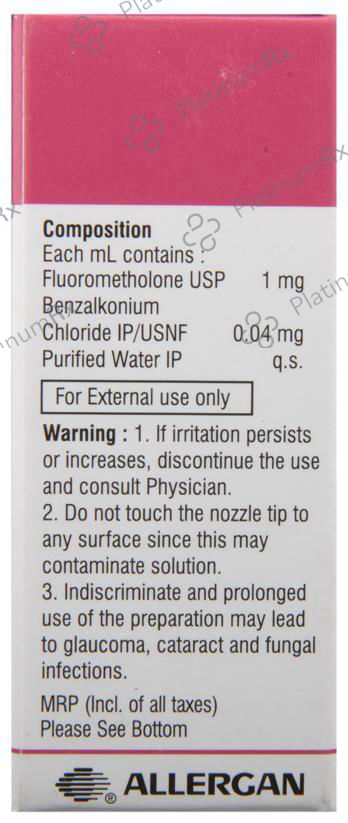 Composition
Each mL contains :
Fluorometholone USP 1 mg
Benzalkonium
Chloride IP/USNF 0.04 mg
Purified Water IP q.s.
For External use only
Warning : 1. If irritation persists
or increases, discontinue the use
and consult Physician.
2. Do not touch the nozzle tip to
any surface since this may
contaminate solution.
3. Indiscriminate and prolonged
use of the preparation may lead
to glaucoma, cataract and fungal
infections.
MRP (Incl. of all taxes)
Please See Bottom
® ALLERGAN
PlatinumRx